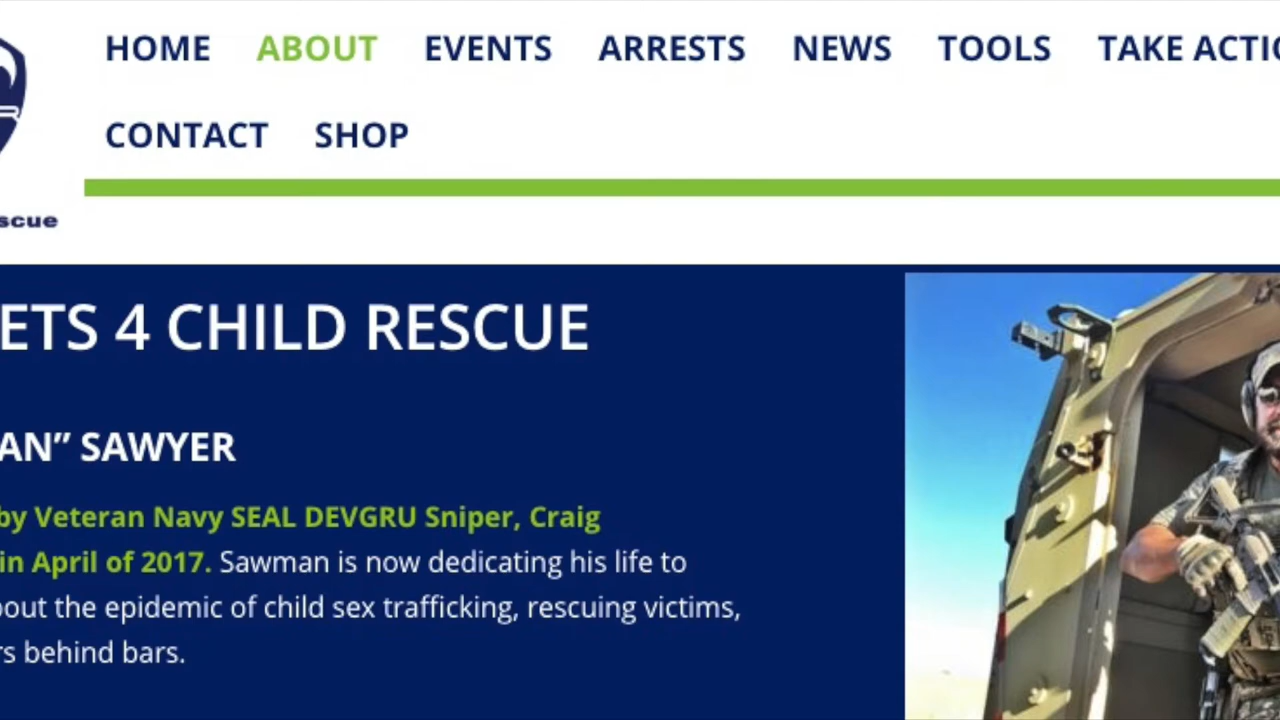 HOME ABOUT EVENTS ARRESTS NEWS TOOLS TAKE ACTIO
CONTACT SHOP
scue
ETS 4 CHILD RESCUE
AN” SAWYER
by Veteran Navy SEAL DEVGRU Sniper, Craig
in April of 2017. Sawman is now dedicating his life to
bout the epidemic of child sex trafficking, rescuing victims,
rs behind bars.